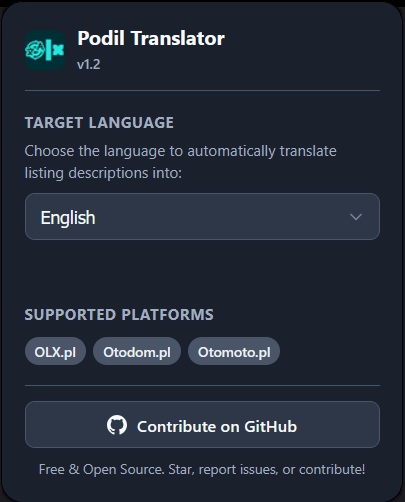 Podil Translator
v1.2
TARGET LANGUAGE
Choose the language to automatically translate
listing descriptions into:
English
SUPPORTED PLATFORMS
OLX.pl Otodom.pl Otomoto.pl
Contribute on GitHub
Free & Open Source. Star, report issues, or contribute!